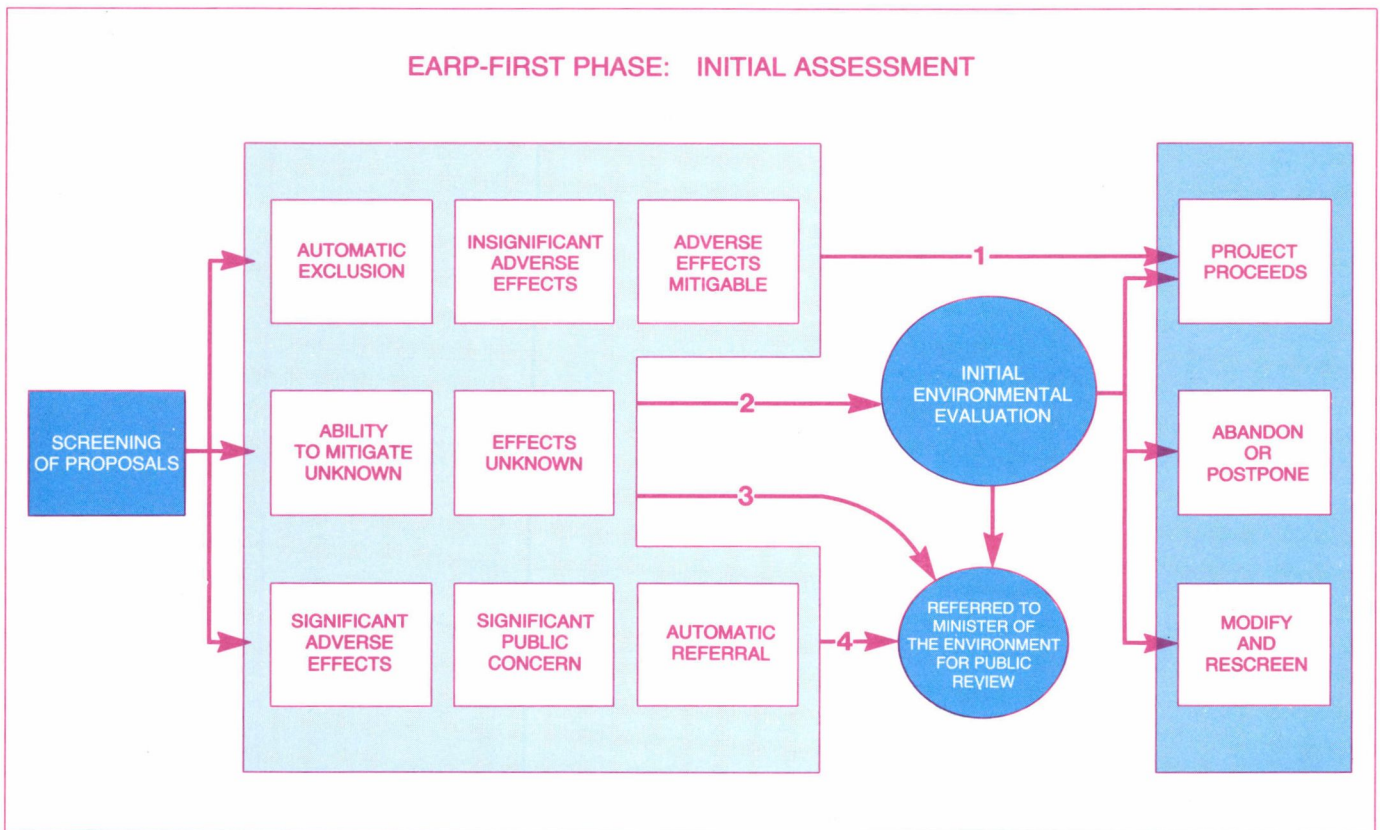 EARP-FIRST PHASE: INITIAL ASSESSMENT
SCREENING
OF PROPOSALS
AUTOMATIC
EXCLUSION
INSIGNIFICANT
ADVERSE
EFFECTS
ADVERSE
EFFECTS
MITIGABLE
1
PROJECT
PROCEEDS
ABILITY
TO MITIGATE
UNKNOWN
EFFECTS
UNKNOWN
2
INITIAL
ENVIRONMENTAL
EVALUATION
3
ABANDON
OR
POSTPONE
SIGNIFICANT
ADVERSE
EFFECTS
SIGNIFICANT
PUBLIC
CONCERN
AUTOMATIC
REFERRAL
4
REFERRED TO
MINISTER OF
THE ENVIRONMENT
FOR PUBLIC
REVIEW
MODIFY
AND
RESCREEN